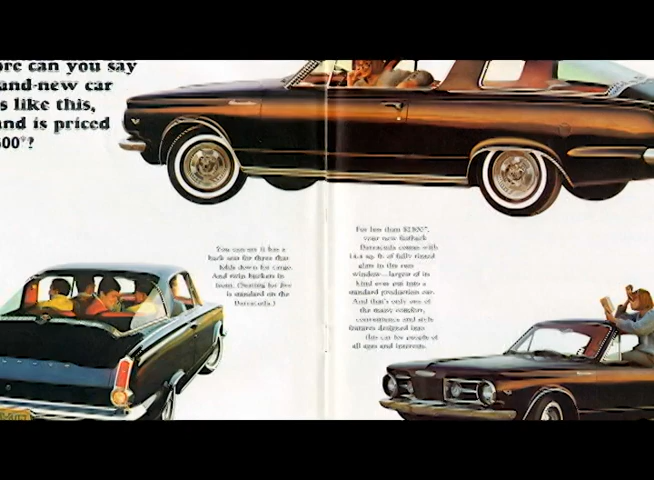 ore can you say
and-new car
s like this,
and is priced
500*?
You can see it has a
back seat for three that
folds down for cargo.
And twin buckets in
front. (Seating for five
is standard on the
Barracuda.)
For less than $2500*,
your new fastback
Barracuda comes with
14.4 sq. ft. of fully tinted
glass in the rear
window—largest of its
kind ever put into a
standard production car.
And that's only one of
the many comfort,
convenience and style
features designed into
this car for people of
all ages and interests.